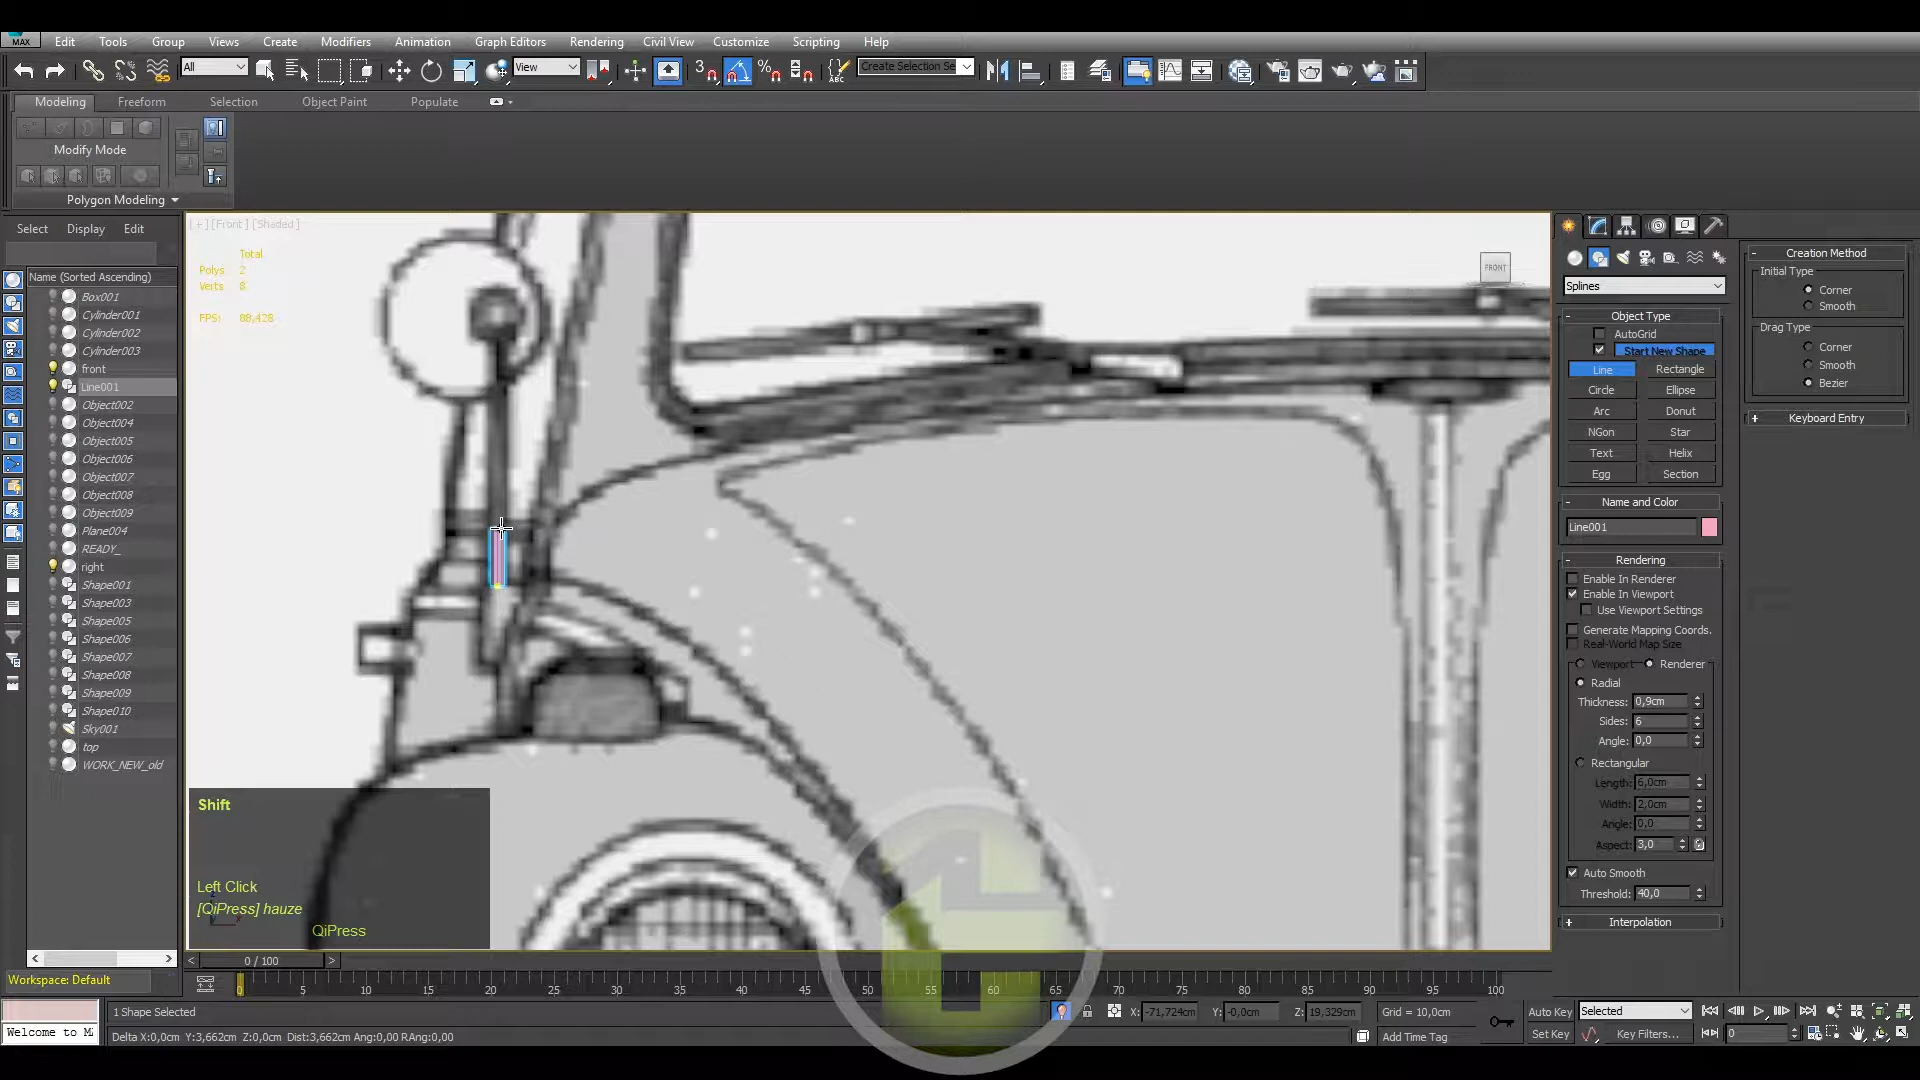 MAX
Edit Tools Group Views Create Modifiers Animation Graph Editors Rendering Civil View Customize Scripting Help
All View 3 Create Selection Se
Modeling Freeform Selection Object Paint Populate
Modify Mode
Polygon Modeling
Select Display Edit
Name (Sorted Ascending)
Box001
Cylinder001
Cylinder002
Cylinder003
front
Line001
Object002
Object004
Object005
Object006
Object007
Object008
Object009
Plane004
READY_
right
Shape001
Shape003
Shape005
Shape006
Shape007
Shape008
Shape009
Shape010
Sky001
top
WORK_NEW_old
[ + ] [Front ] [Shaded ]
Total
Polys 2
Verts 8
FPS: 88,428
FRONT
Shift
Left Click
[QiPress] hauze
QiPress
Splines
- Object Type
AutoGrid
Start New Shape
Line Rectangle
Circle Ellipse
Arc Donut
NGon Star
Text Helix
Egg Section
- Name and Color
Line001
- Rendering
Enable In Renderer
Enable In Viewport
Use Viewport Settings
Generate Mapping Coords.
Real-World Map Size
Viewport Renderer
Radial
Thickness: 0,9cm
Sides: 6
Angle: 0,0
Rectangular
Length: 6,0cm
Width: 2,0cm
Angle: 0,0
Aspect: 3,0
Auto Smooth
Threshold: 40,0
+ Interpolation
- Creation Method
Initial Type
Corner
Smooth
Drag Type
Corner
Smooth
Bezier
+ Keyboard Entry
< 0 / 100 >
Workspace: Default
0 5 10 15 20 25 30 35 40 45 50 55 60 65 70 75 80 85 90 95 100
1 Shape Selected
X: -71,724cm Y: -0,0cm Z: 19,329cm Grid = 10,0cm
Auto Key Selected
Welcome to M
Delta X:0,0cm Y:3,662cm Z:0,0cm Dist:3,662cm Ang:0,00 RAng:0,00
Add Time Tag
Set Key Key Filters... 0